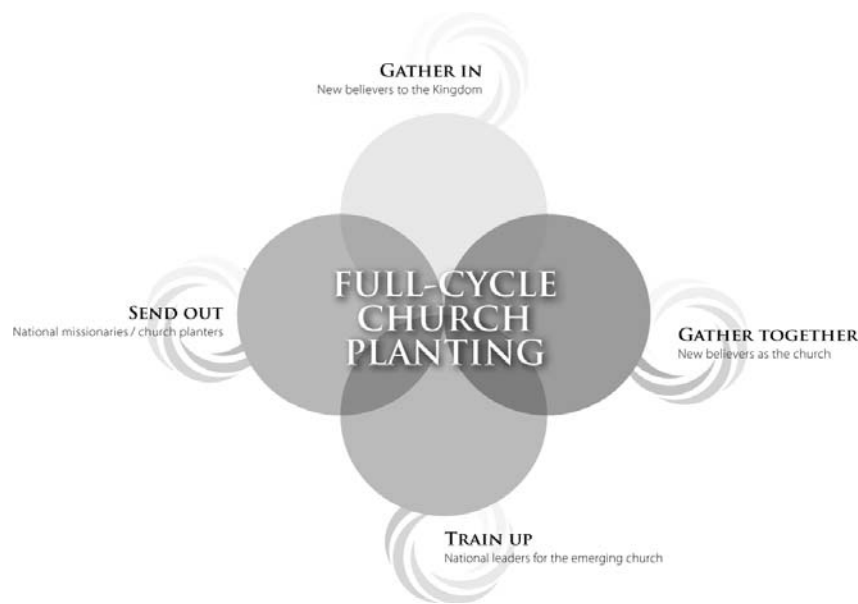 GATHER IN
New believers to the Kingdom
FULL-CYCLE
CHURCH
PLANTING
SEND OUT
National missionaries / church planters
GATHER TOGETHER
New believers as the church
TRAIN UP
National leaders for the emerging church